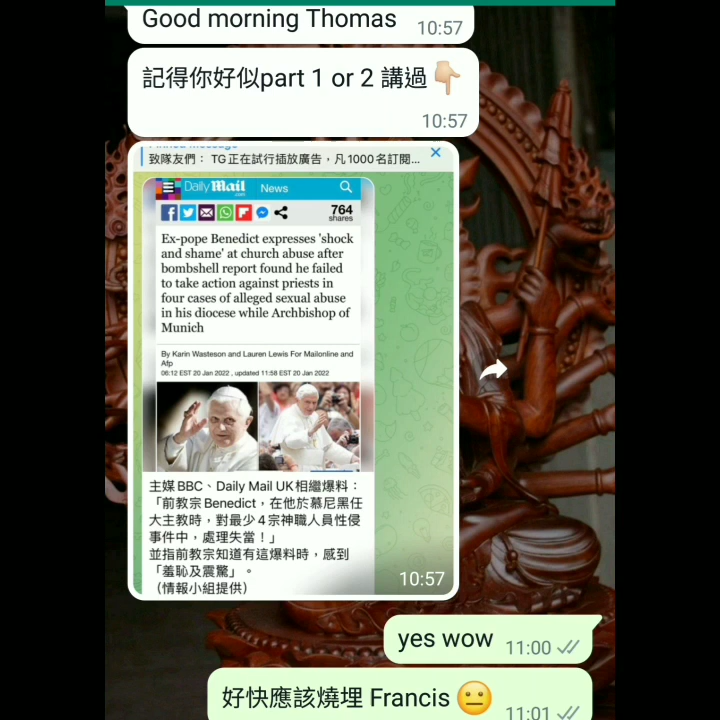 Good morning Thomas 10:57
記得你好似part 1 or 2 講過👇🏻
10:57
致隊友們： TG正在試行插放廣告，凡1000名訂閱...
Daily Mail .com News
764
shares
Ex-pope Benedict expresses 'shock
and shame' at church abuse after
bombshell report found he failed
to take action against priests in
four cases of alleged sexual abuse
in his diocese while Archbishop of
Munich
By Karin Wasteson and Lauren Lewis For Mailonline and
Afp
06:12 EST 20 Jan 2022 , updated 11:58 EST 20 Jan 2022
主媒BBC、Daily Mail UK相繼爆料：
「前教宗Benedict，在他於慕尼黑任
大主教時，對最少4宗神職人員性侵
事件中，處理失當！」
並指前教宗知道有這爆料時，感到
「羞恥及震驚」。
（情報小組提供）
10:57
yes wow 11:00
好快應該燒埋 Francis 😐 11:01